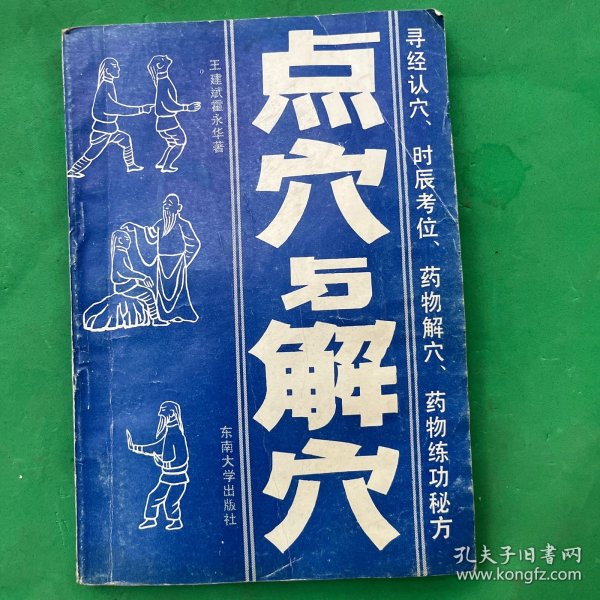 寻经认穴、时辰考位、药物解穴、药物练功秘方
点穴与解穴
王建斌霍永华著
东南大学出版社
孔夫子旧书网
www.kongfz.com